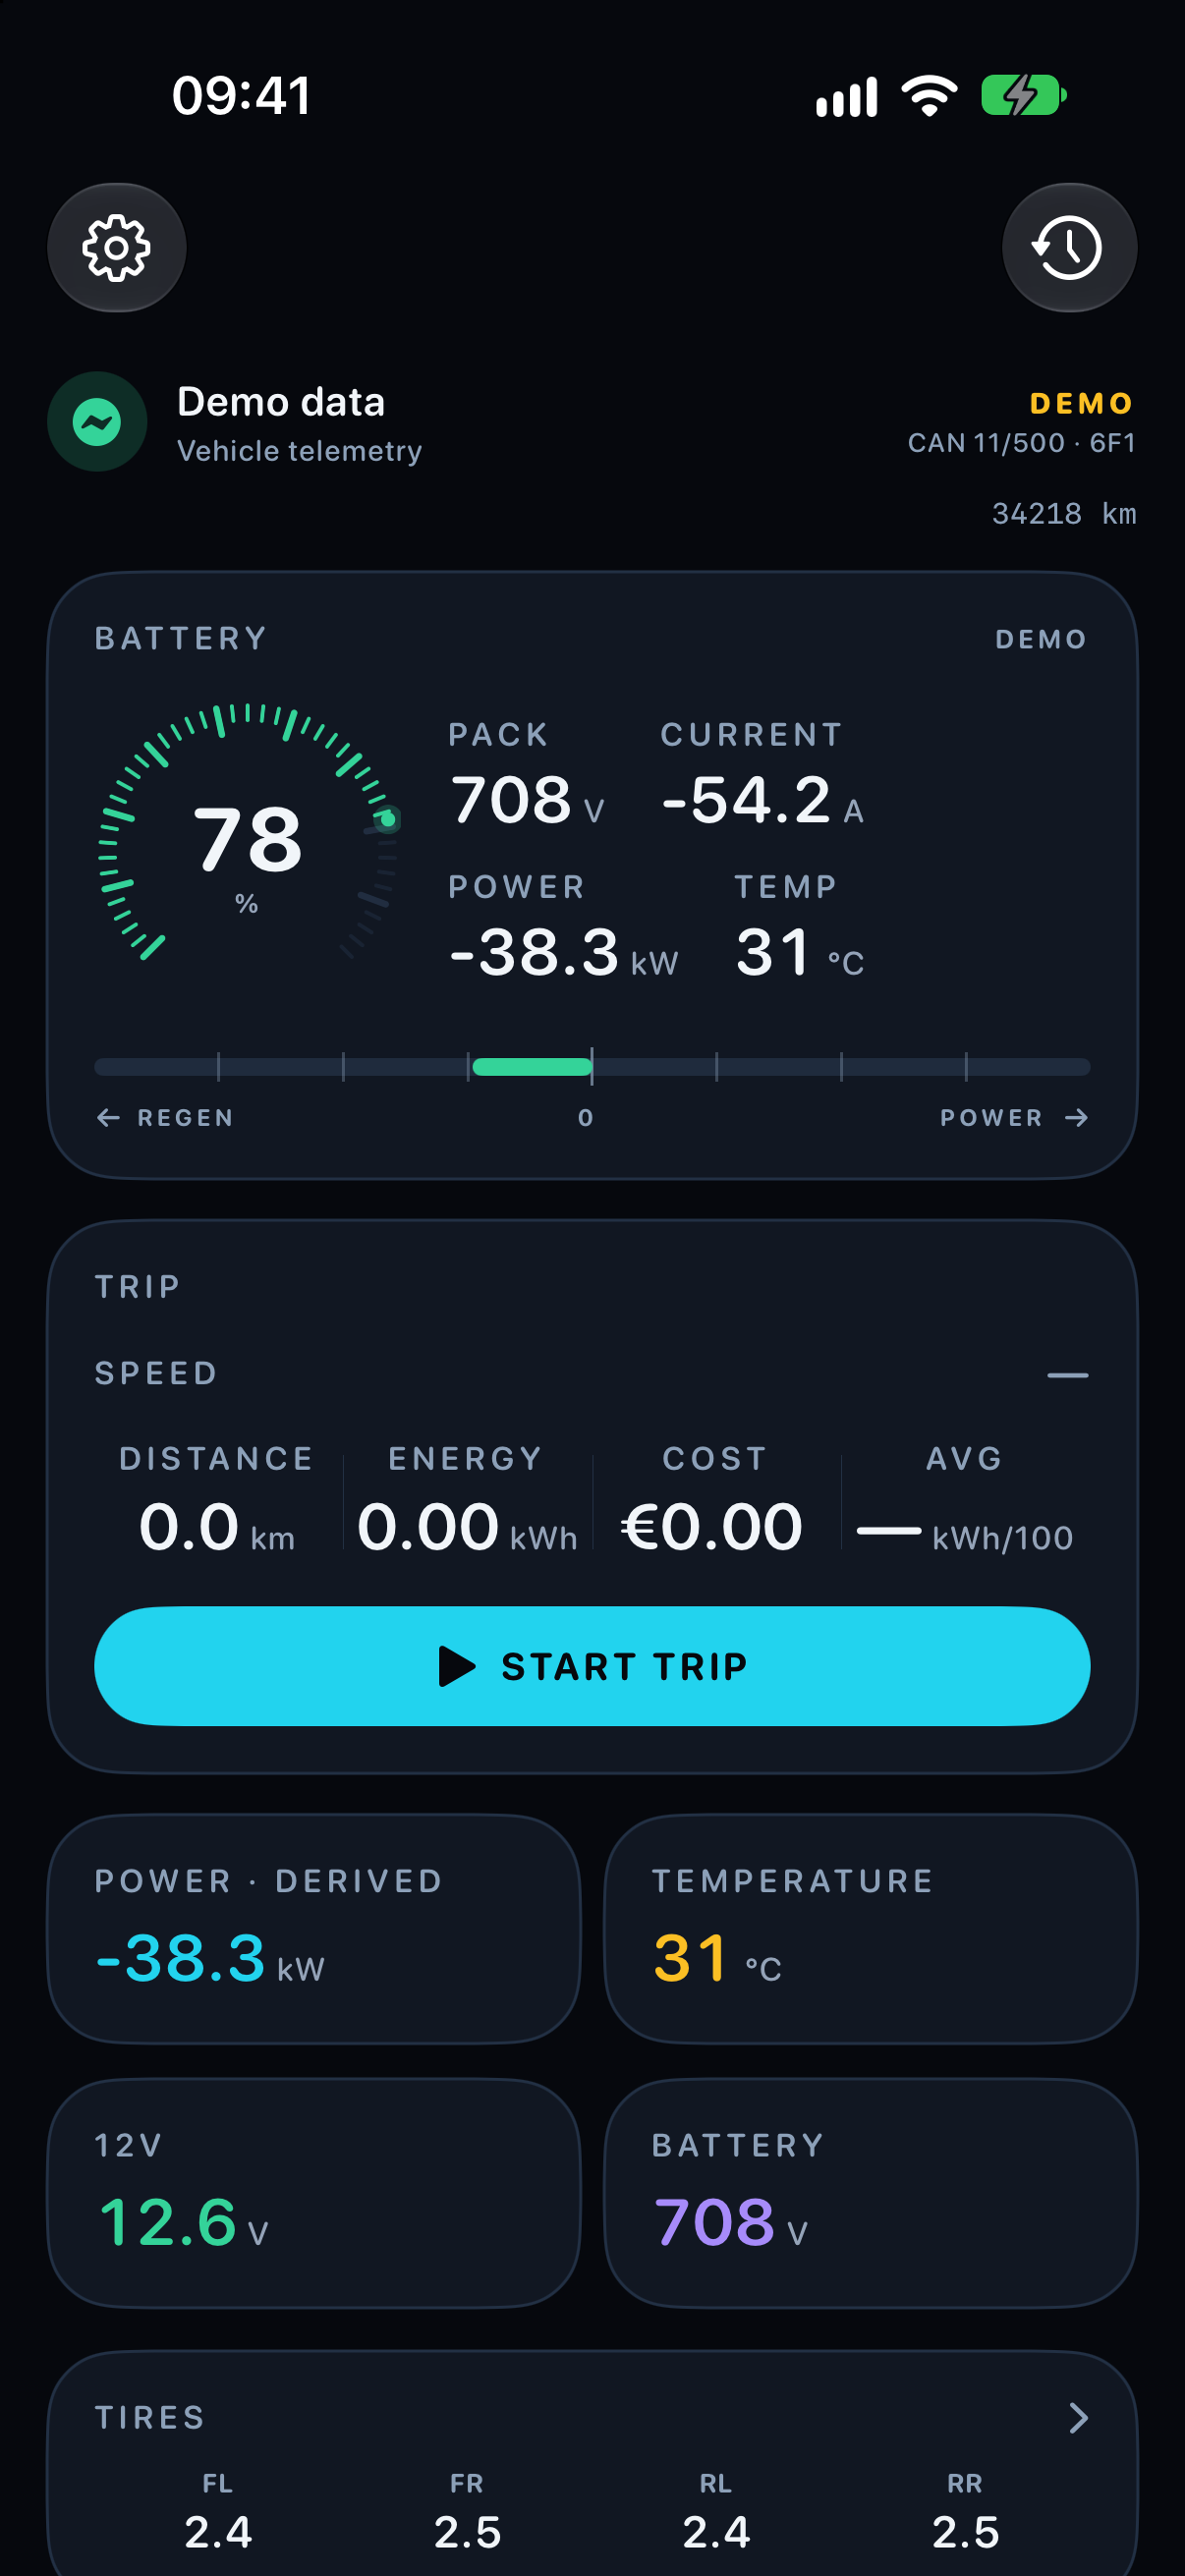 09:41
Demo data
Vehicle telemetry
DEMO
CAN 11/500 · 6F1
34218 km
BATTERY DEMO
78
%
PACK CURRENT
708 V -54.2 A
POWER TEMP
-38.3 kW 31 °C
← REGEN 0 POWER →
TRIP
SPEED —
DISTANCE ENERGY COST AVG
0.0 km 0.00 kWh €0.00 — kWh/100
START TRIP
POWER · DERIVED TEMPERATURE
-38.3 kW 31 °C
12V BATTERY
12.6 V 708 V
TIRES
FL FR RL RR
2.4 2.5 2.4 2.5